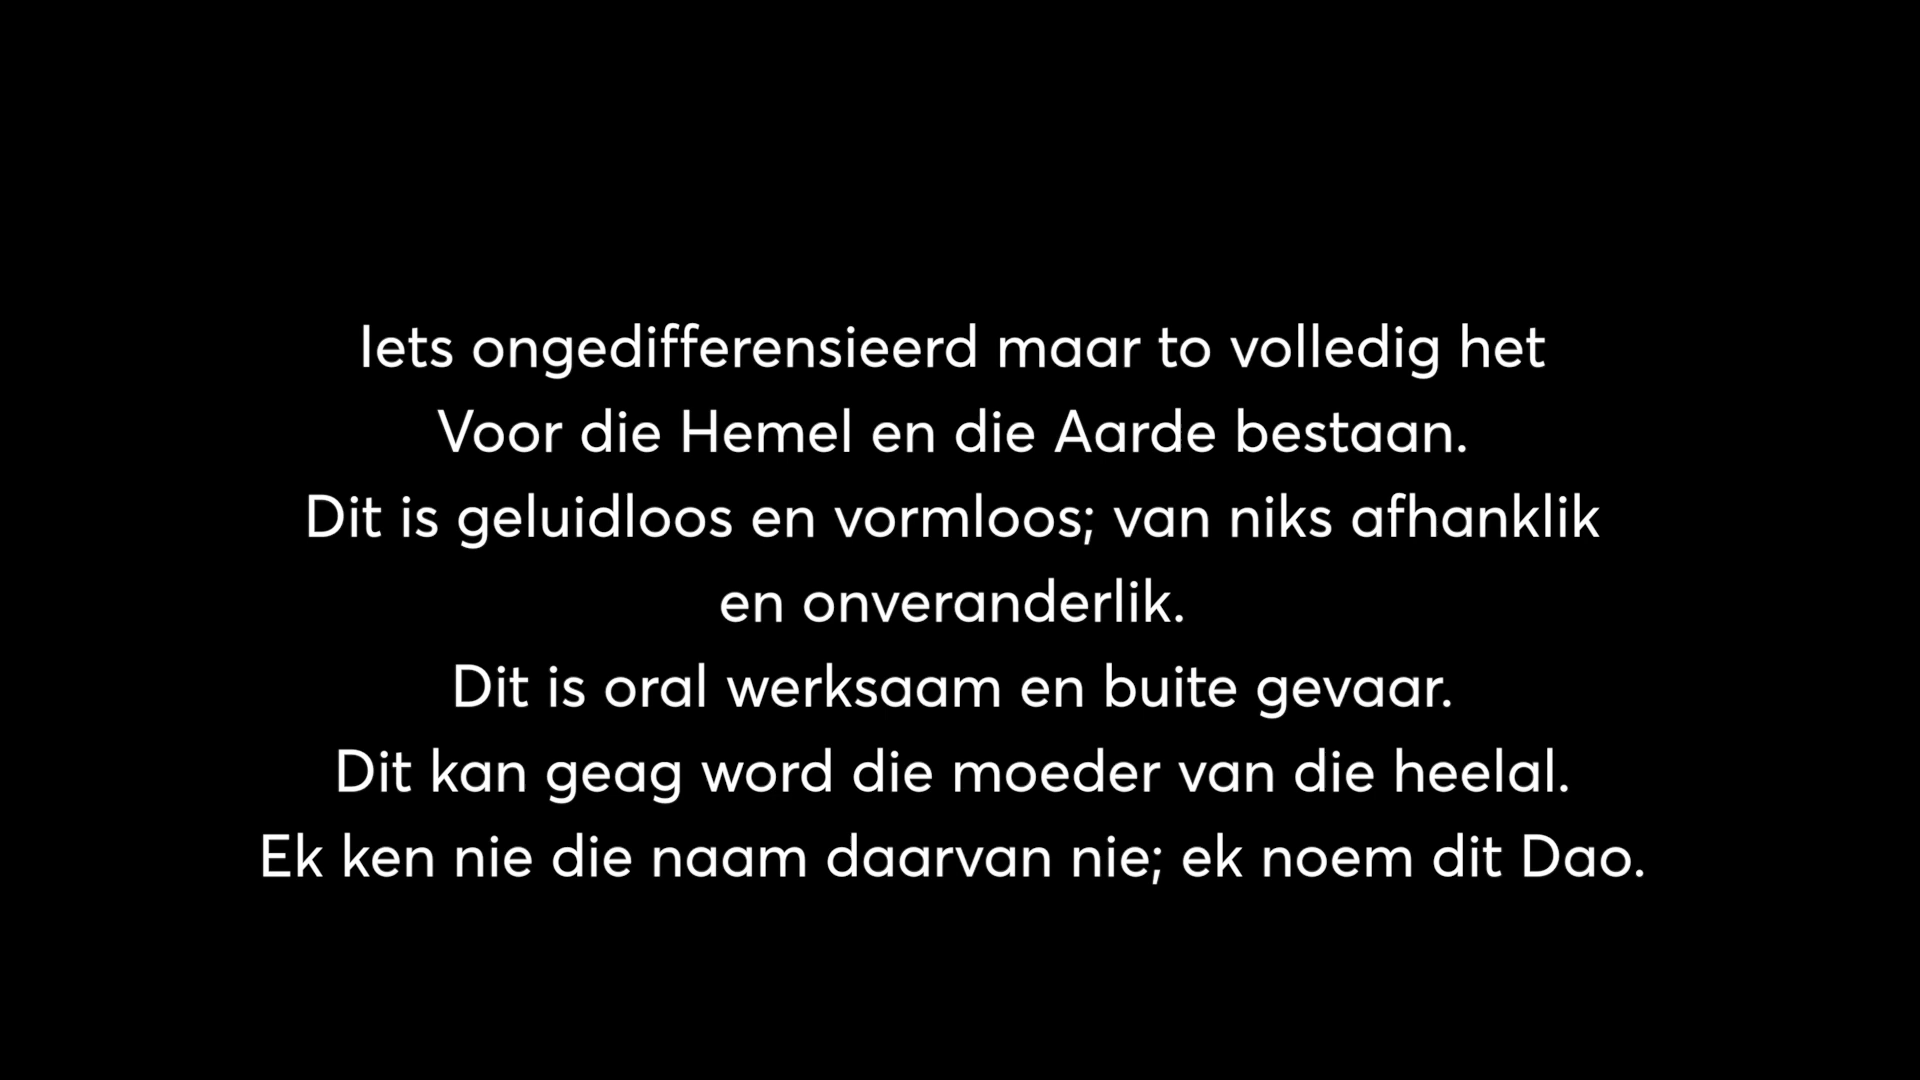 Iets ongedifferensieerd maar to volledig het
Voor die Hemel en die Aarde bestaan.
Dit is geluidloos en vormloos; van niks afhanklik
en onveranderlik.
Dit is oral werksaam en buite gevaar.
Dit kan geag word die moeder van die heelal.
Ek ken nie die naam daarvan nie; ek noem dit Dao.